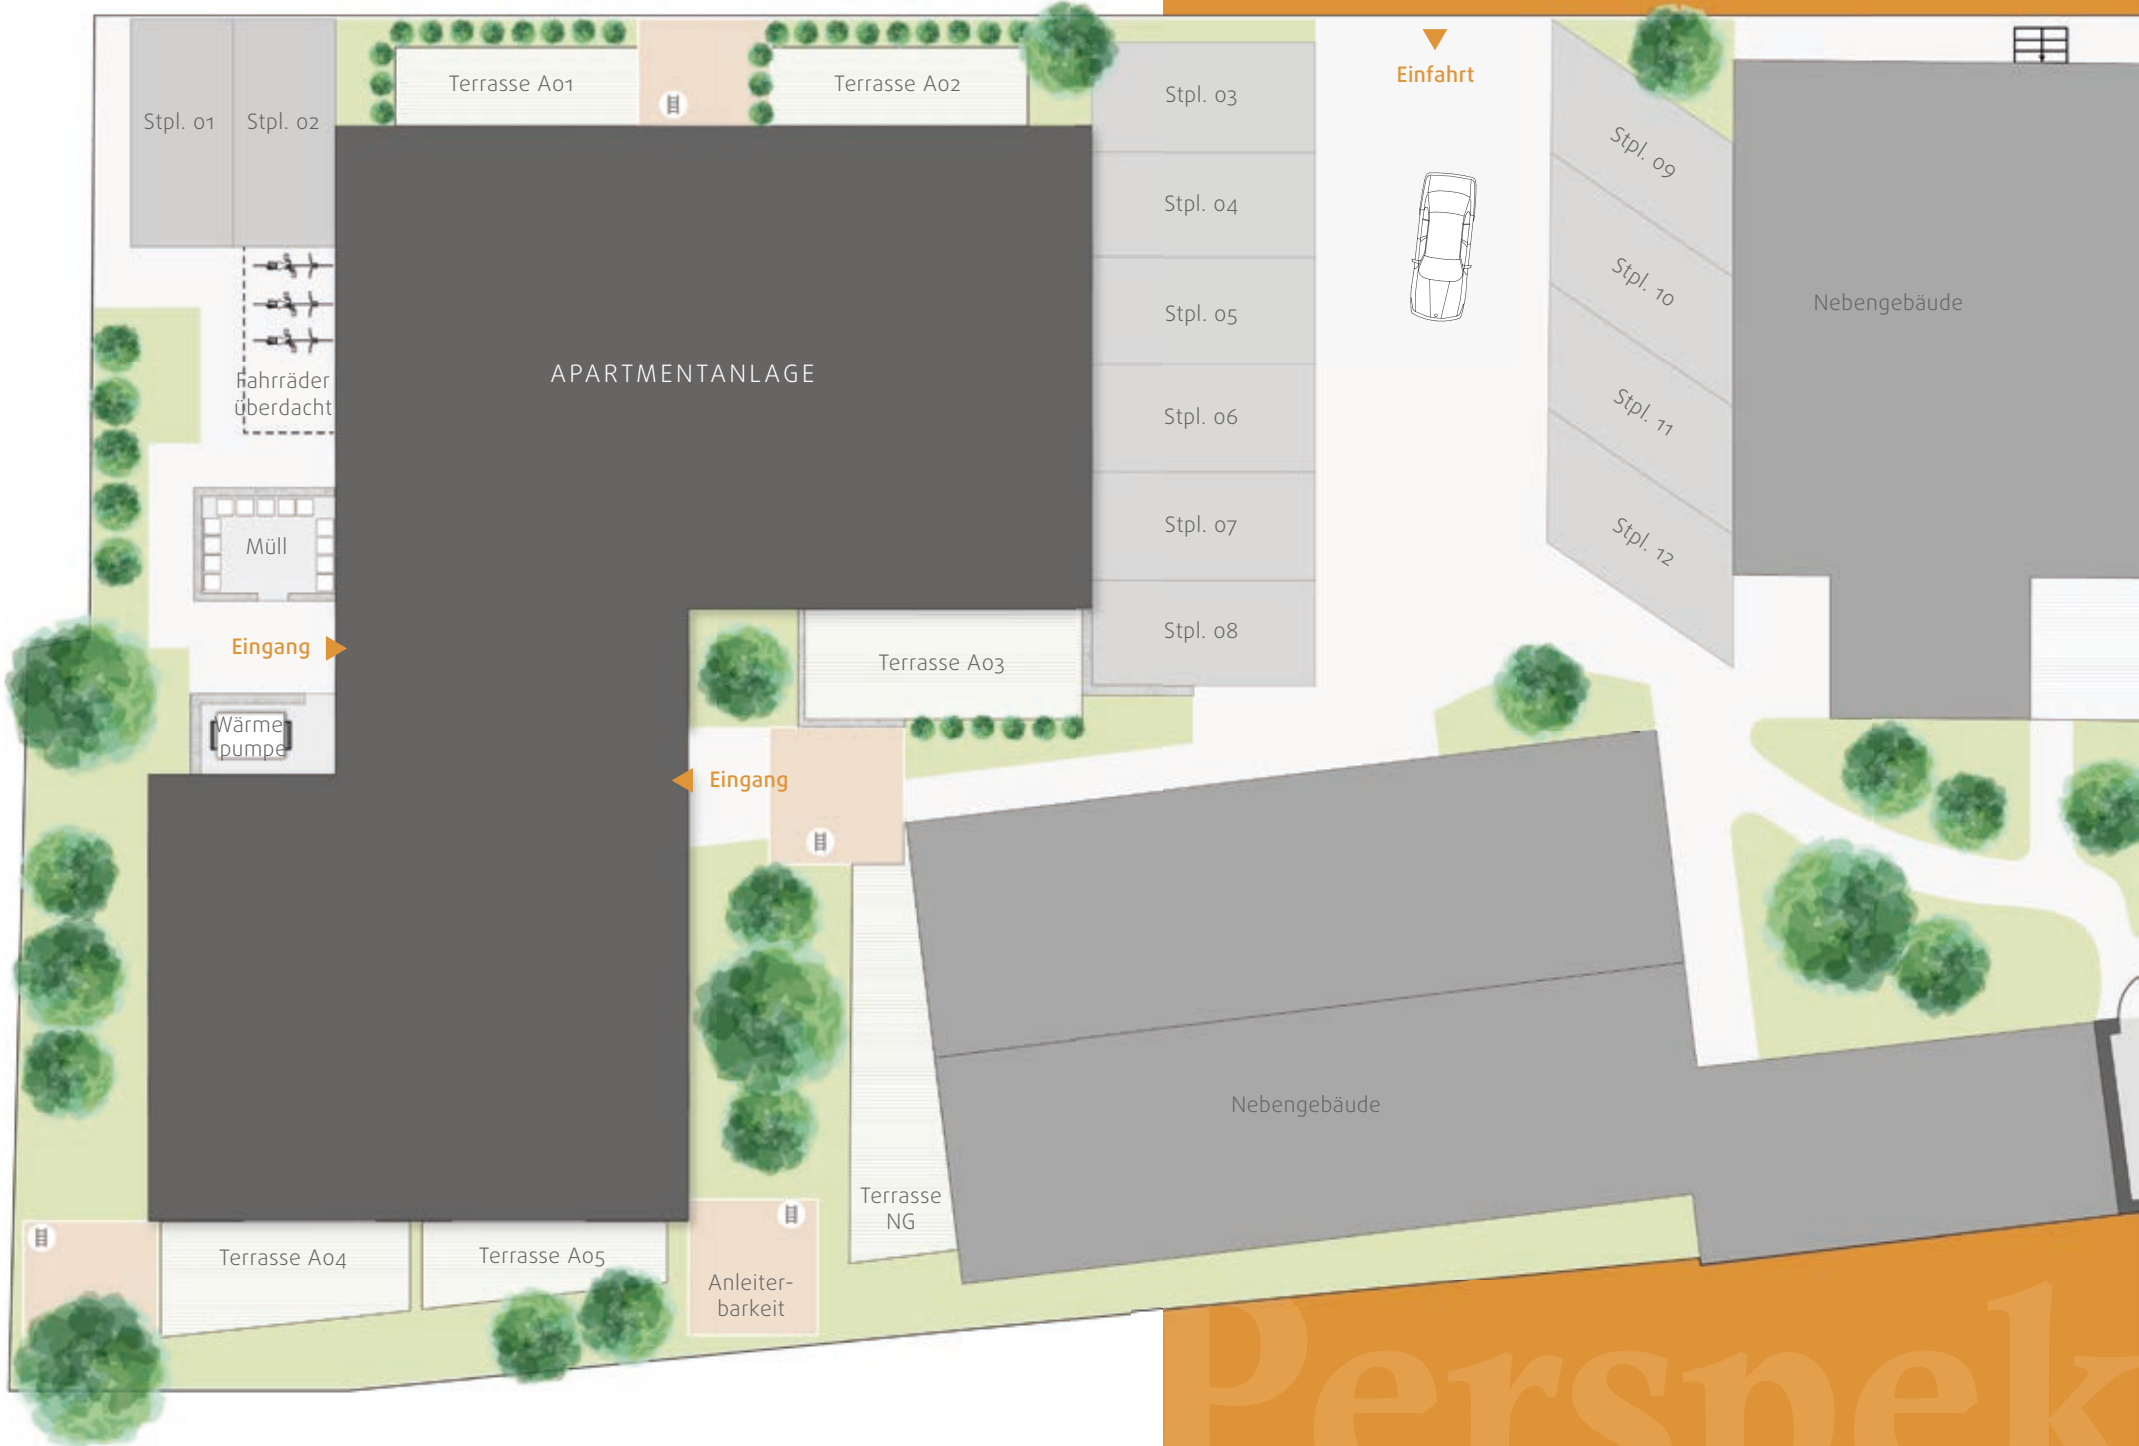 Einfahrt
Terrasse A01
Terrasse A02
Stpl. 01
Stpl. 02
Stpl. 03
Stpl. 04
Stpl. 05
Stpl. 06
Stpl. 07
Stpl. 08
Stpl. 09
Stpl. 10
Stpl. 11
Stpl. 12
Nebengebäude
APARTMENTANLAGE
Fahrräder
überdacht
Müll
Eingang
Wärme
pumpe
Terrasse A03
Eingang
Nebengebäude
Terrasse
NG
Terrasse A04
Terrasse A05
Anleiter-
barkeit
Perspek